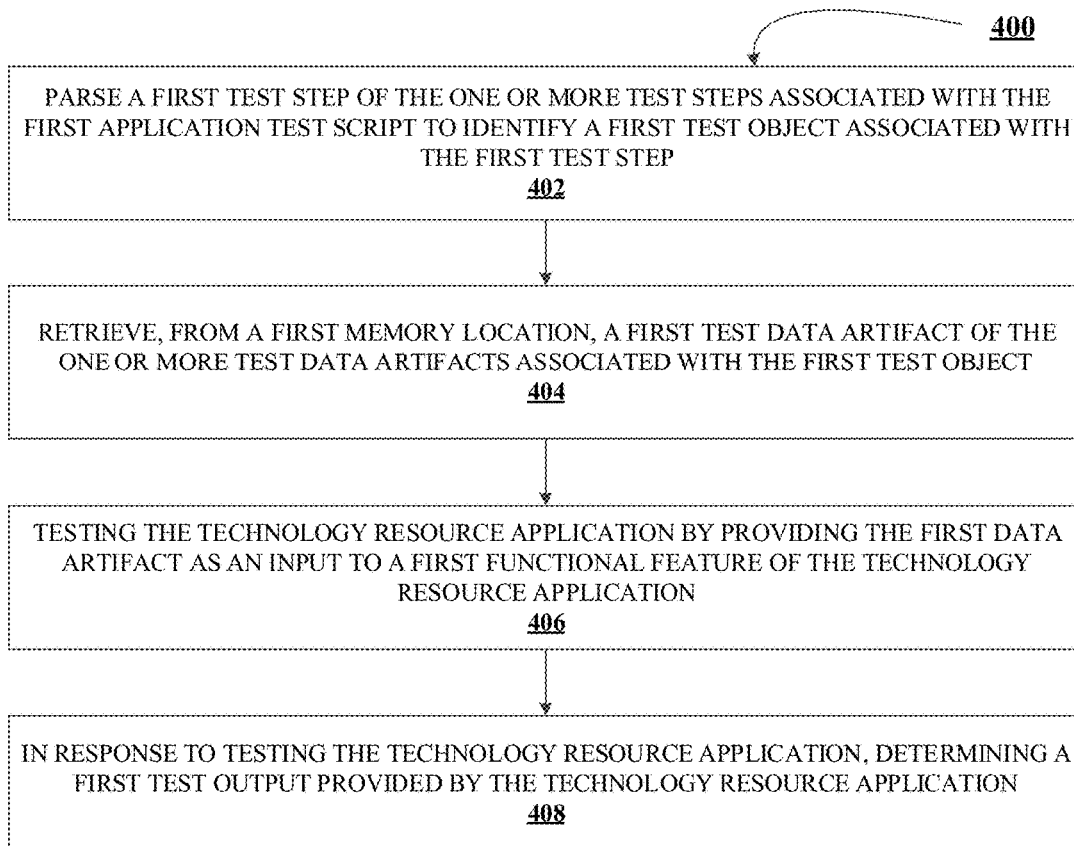 400
PARSE A FIRST TEST STEP OF THE ONE OR MORE TEST STEPS ASSOCIATED WITH THE
FIRST APPLICATION TEST SCRIPT TO IDENTIFY A FIRST TEST OBJECT ASSOCIATED WITH
THE FIRST TEST STEP
402
RETRIEVE, FROM A FIRST MEMORY LOCATION, A FIRST TEST DATA ARTIFACT OF THE
ONE OR MORE TEST DATA ARTIFACTS ASSOCIATED WITH THE FIRST TEST OBJECT
404
TESTING THE TECHNOLOGY RESOURCE APPLICATION BY PROVIDING THE FIRST DATA
ARTIFACT AS AN INPUT TO A FIRST FUNCTIONAL FEATURE OF THE TECHNOLOGY
RESOURCE APPLICATION
406
IN RESPONSE TO TESTING THE TECHNOLOGY RESOURCE APPLICATION, DETERMINING A
FIRST TEST OUTPUT PROVIDED BY THE TECHNOLOGY RESOURCE APPLICATION
408